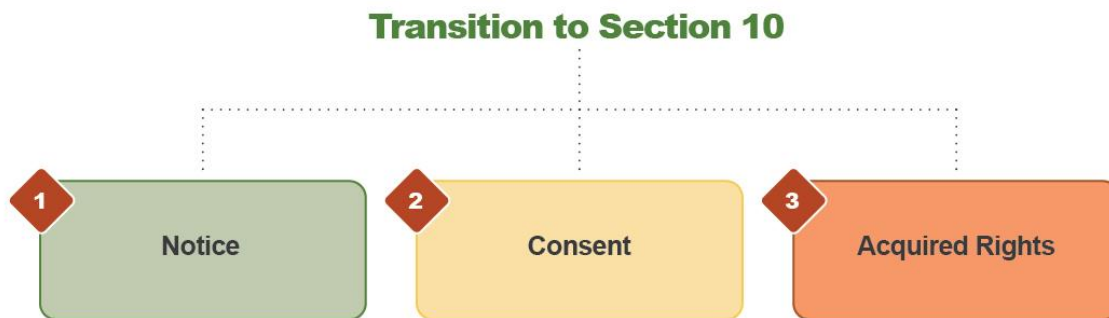 Transition to Section 10
1
Notice
2
Consent
3
Acquired Rights